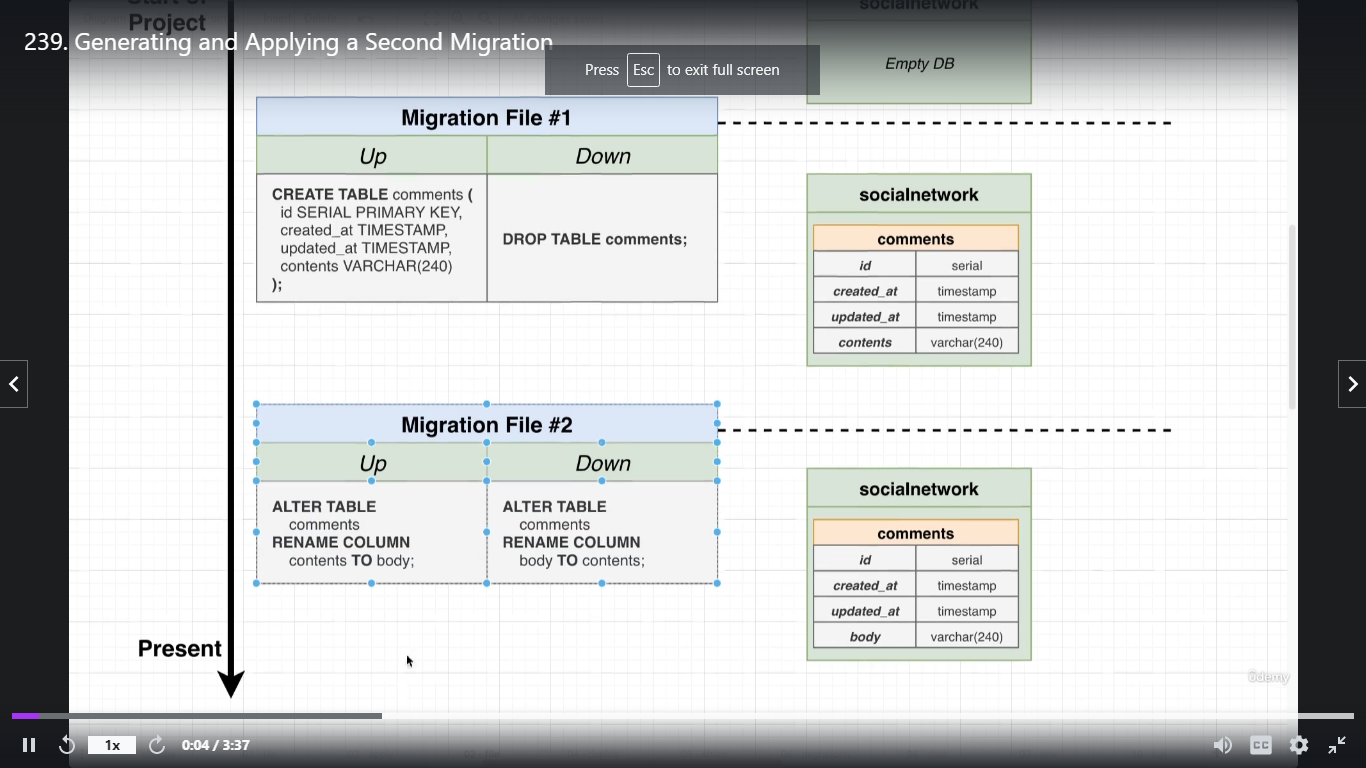 Start of
Project
239. Generating and Applying a Second Migration
Press Esc to exit full screen
socialnetwork
Empty DB
Migration File #1
Up Down
CREATE TABLE comments (
id SERIAL PRIMARY KEY,
created_at TIMESTAMP,
updated_at TIMESTAMP,
contents VARCHAR(240)
);
DROP TABLE comments;
socialnetwork
comments
id serial
created_at timestamp
updated_at timestamp
contents varchar(240)
Migration File #2
Up Down
ALTER TABLE
comments
RENAME COLUMN
contents TO body;
ALTER TABLE
comments
RENAME COLUMN
body TO contents;
socialnetwork
comments
id serial
created_at timestamp
updated_at timestamp
body varchar(240)
Present
ûdemy
1x 0:04 / 3:37 CC